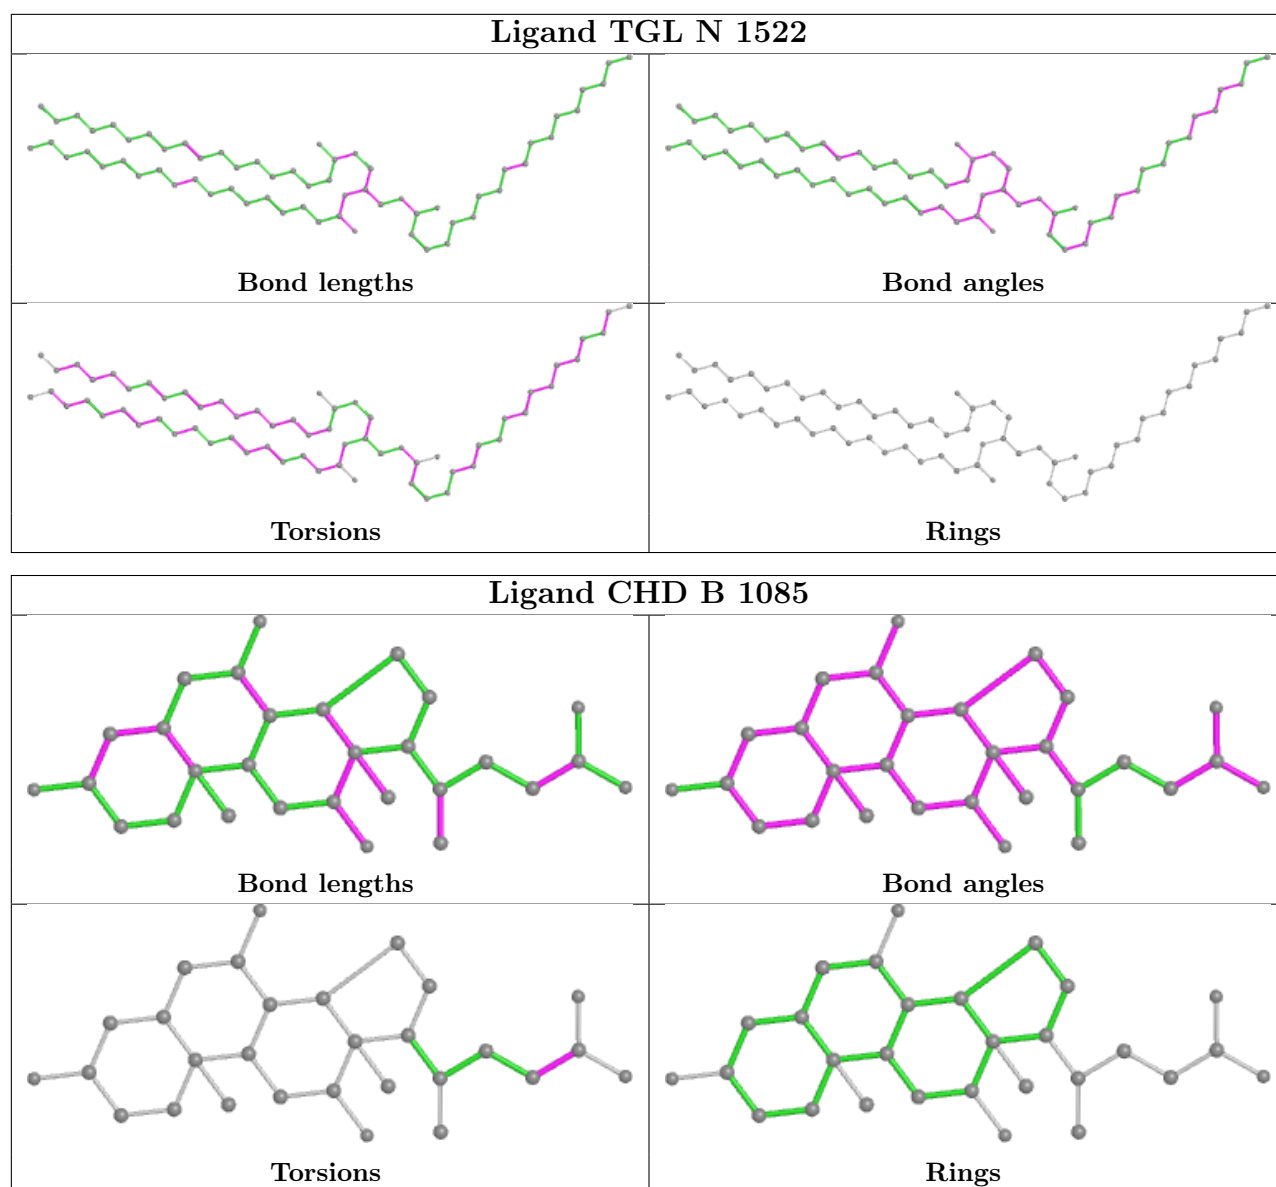 Ligand TGL N 1522
Bond lengths
Bond angles
Torsions
Rings
Ligand CHD B 1085
Bond lengths
Bond angles
Torsions
Rings